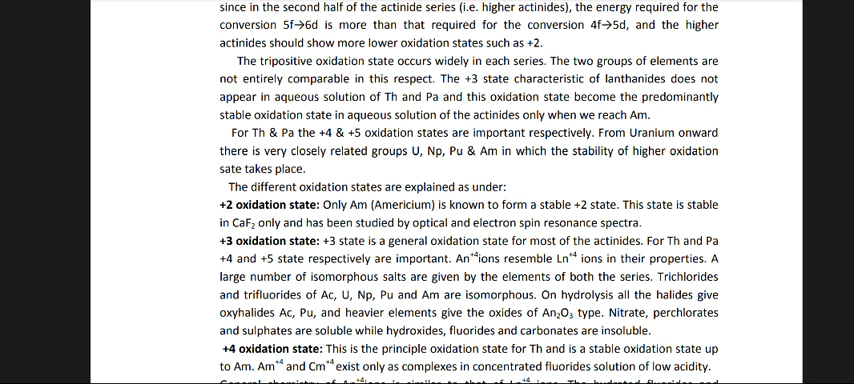 since in the second half of the actinide series (i.e. higher actinides), the energy required for the
conversion 5f→6d is more than that required for the conversion 4f→5d, and the higher
actinides should show more lower oxidation states such as +2.
The tripositive oxidation state occurs widely in each series. The two groups of elements are
not entirely comparable in this respect. The +3 state characteristic of lanthanides does not
appear in aqueous solution of Th and Pa and this oxidation state become the predominantly
stable oxidation state in aqueous solution of the actinides only when we reach Am.
For Th & Pa the +4 & +5 oxidation states are important respectively. From Uranium onward
there is very closely related groups U, Np, Pu & Am in which the stability of higher oxidation
sate takes place.
The different oxidation states are explained as under:
+2 oxidation state: Only Am (Americium) is known to form a stable +2 state. This state is stable
in CaF₂ only and has been studied by optical and electron spin resonance spectra.
+3 oxidation state: +3 state is a general oxidation state for most of the actinides. For Th and Pa
+4 and +5 state respectively are important. An⁺⁴ions resemble Ln⁺⁴ ions in their properties. A
large number of isomorphous salts are given by the elements of both the series. Trichlorides
and trifluorides of Ac, U, Np, Pu and Am are isomorphous. On hydrolysis all the halides give
oxyhalides Ac, Pu, and heavier elements give the oxides of An₂O₃ type. Nitrate, perchlorates
and sulphates are soluble while hydroxides, fluorides and carbonates are insoluble.
+4 oxidation state: This is the principle oxidation state for Th and is a stable oxidation state up
to Am. Am⁺⁴ and Cm⁺⁴ exist only as complexes in concentrated fluorides solution of low acidity.